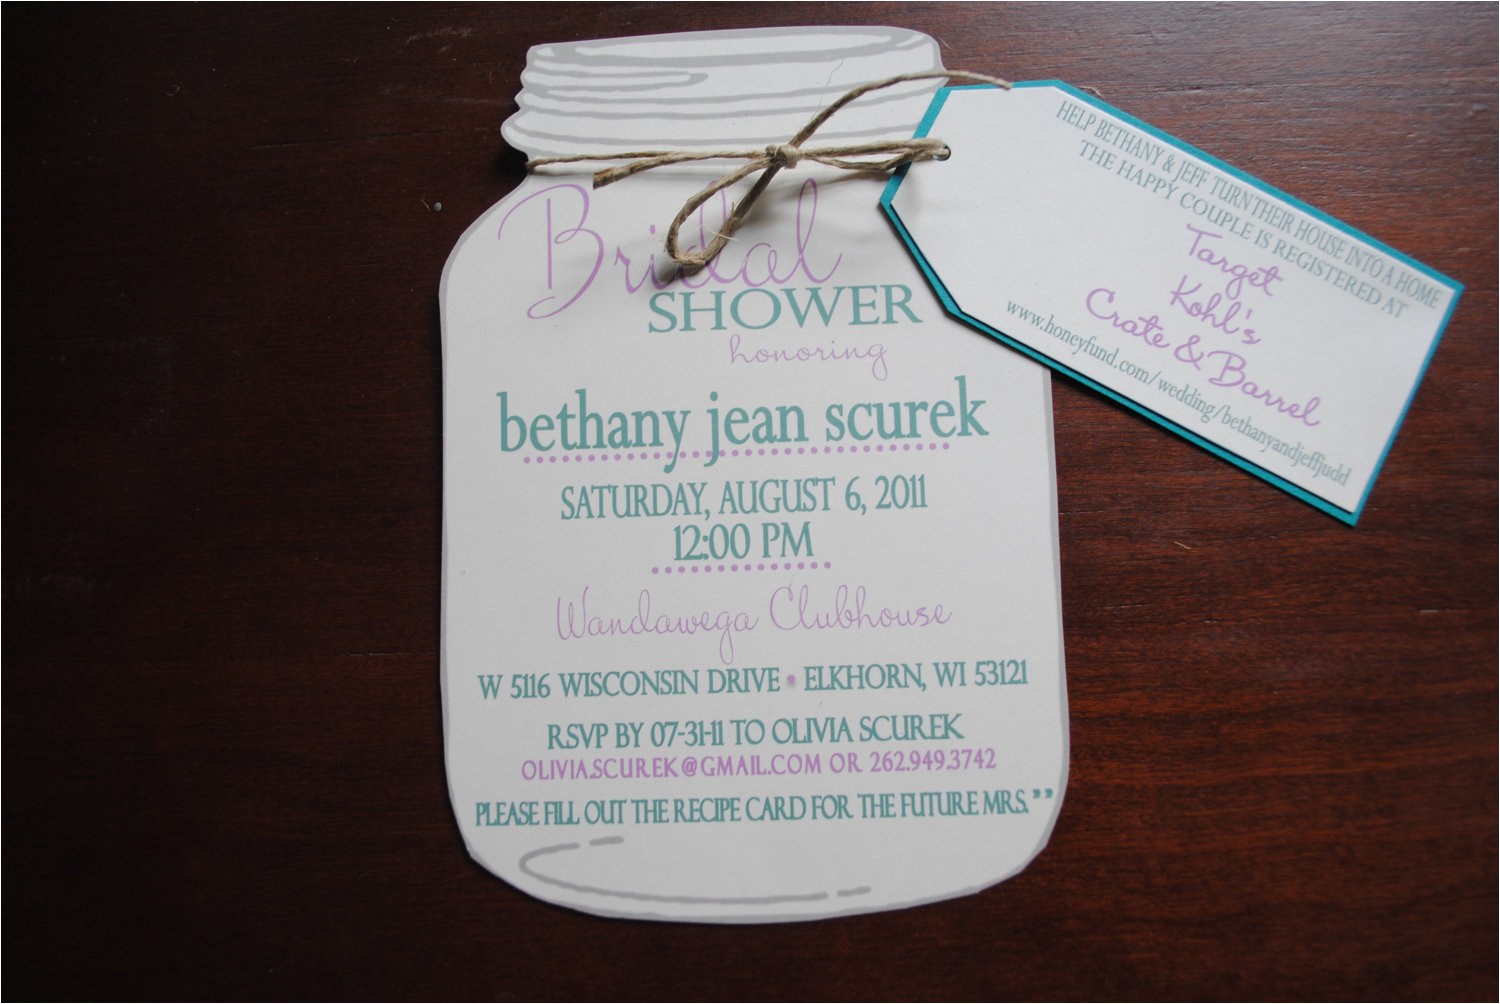 Bridal
SHOWER
honoring
bethany jean scurek
SATURDAY, AUGUST 6, 2011
12:00 PM
Wandawega Clubhouse
W 5116 WISCONSIN DRIVE • ELKHORN, WI 53121
RSVP BY 07-31-11 TO OLIVIA SCUREK
OLIVIA.SCUREK@GMAIL.COM OR 262.949.3742
PLEASE FILL OUT THE RECIPE CARD FOR THE FUTURE MRS. ””
HELP BETHANY & JEFF TURN THEIR HOUSE INTO A HOME
THE HAPPY COUPLE IS REGISTERED AT
Target
Kohl's
Crate & Barrel
www.honeyfund.com/wedding/bethanyandjeffjudd